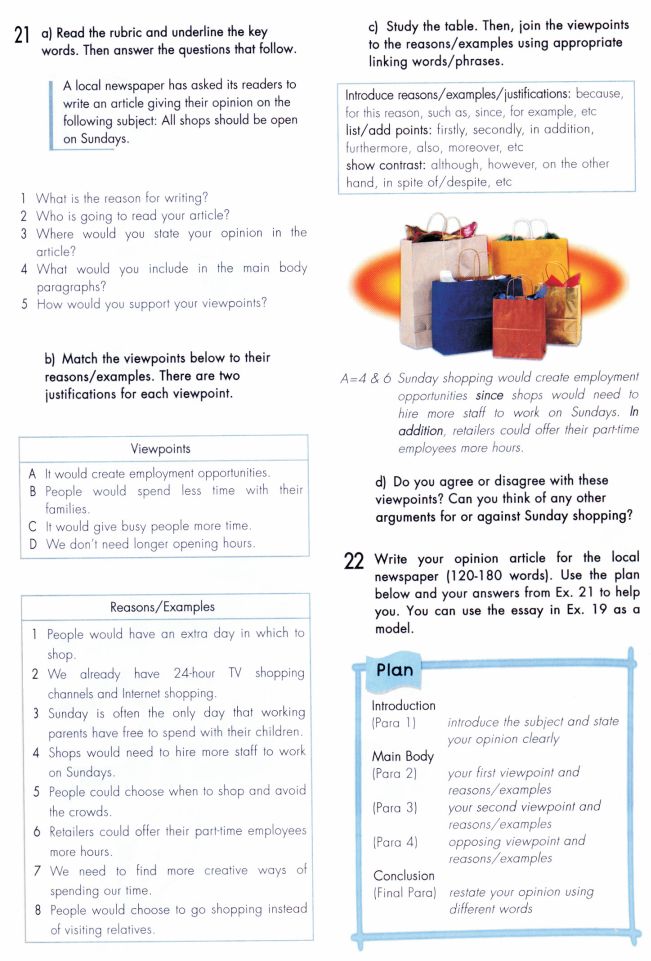 21 a) Read the rubric and underline the key
words. Then answer the questions that follow.
A local newspaper has asked its readers to
write an article giving their opinion on the
following subject: All shops should be open
on Sundays.
1 What is the reason for writing?
2 Who is going to read your article?
3 Where would you state your opinion in the
article?
4 What would you include in the main body
paragraphs?
5 How would you support your viewpoints?
b) Match the viewpoints below to their
reasons/examples. There are two
justifications for each viewpoint.
Viewpoints
A It would create employment opportunities.
B People would spend less time with their
families.
C It would give busy people more time.
D We don't need longer opening hours.
Reasons/Examples
1 People would have an extra day in which to
shop.
2 We already have 24-hour TV shopping
channels and Internet shopping.
3 Sunday is often the only day that working
parents have free to spend with their children.
4 Shops would need to hire more staff to work
on Sundays.
5 People could choose when to shop and avoid
the crowds.
6 Retailers could offer their part-time employees
more hours.
7 We need to find more creative ways of
spending our time.
8 People would choose to go shopping instead
of visiting relatives.
c) Study the table. Then, join the viewpoints
to the reasons/examples using appropriate
linking words/phrases.
Introduce reasons/examples/justifications: because,
for this reason, such as, since, for example, etc
list/add points: firstly, secondly, in addition,
furthermore, also, moreover, etc
show contrast: although, however, on the other
hand, in spite of/despite, etc
A=4 & 6 Sunday shopping would create employment
opportunities since shops would need to
hire more staff to work on Sundays. In
addition, retailers could offer their part-time
employees more hours.
d) Do you agree or disagree with these
viewpoints? Can you think of any other
arguments for or against Sunday shopping?
22 Write your opinion article for the local
newspaper (120-180 words). Use the plan
below and your answers from Ex. 21 to help
you. You can use the essay in Ex. 19 as a
model.
Plan
Introduction
(Para 1) introduce the subject and state
your opinion clearly
Main Body
(Para 2) your first viewpoint and
reasons/examples
(Para 3) your second viewpoint and
reasons/examples
(Para 4) opposing viewpoint and
reasons/examples
Conclusion
(Final Para) restate your opinion using
different words